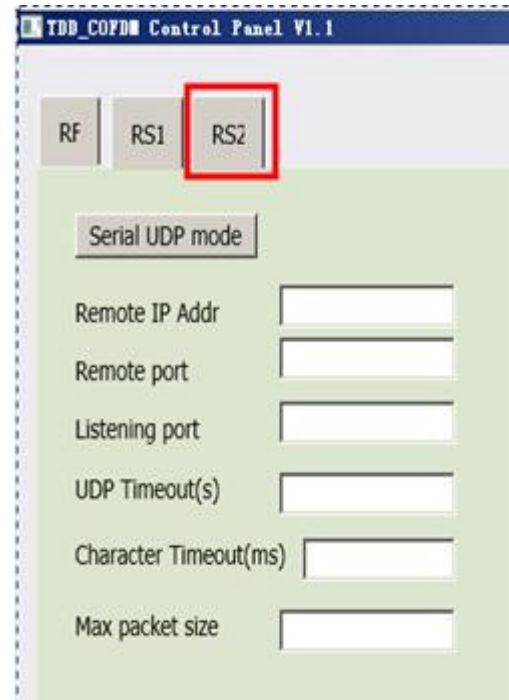 TDD_COFDM Control Panel V1.1
RF RS1 RS2
Serial UDP mode
Remote IP Addr
Remote port
Listening port
UDP Timeout(s)
Character Timeout(ms)
Max packet size